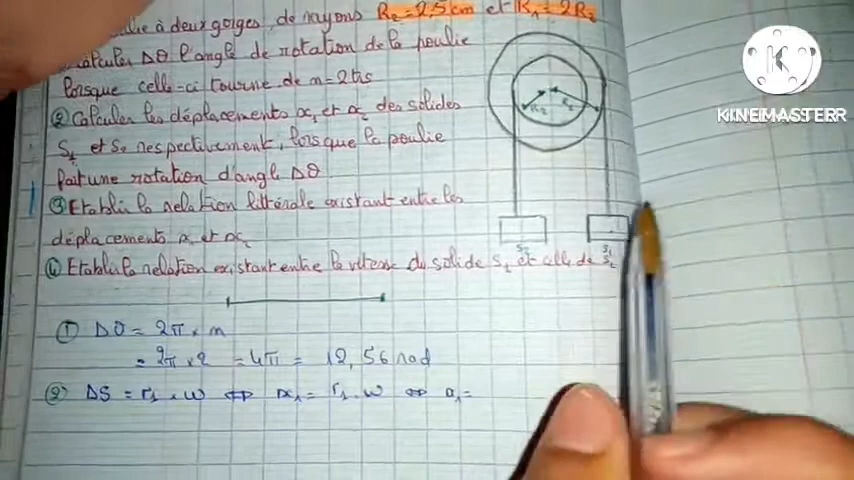 à deux gorges de rayons R₂ = 2,5 cm et R₁ = 2R₂
calculer Δθ l'angle de rotation de la poulie
lorsque celle-ci tourne de n = 2 trs
② Calculer les déplacements x₁ et x₂ des solides
S₁ et S₂ respectivement, lorsque la poulie
fait une rotation d'angle Δθ
③ Etablir la relation littérale existant entre les
déplacements x₁ et x₂
④ Etablir la relation existant entre la vitesse du solide S₁ et celle de S₂
① Δθ = 2π × n
= 2π × 2 = 4π = 12,56 rad
② ΔS = r₁ . ω ⇔ x₁ = r₁ . ω ⇔ x₁ =
R₂ R₁
S₂ S₁
K
KINEMASTER